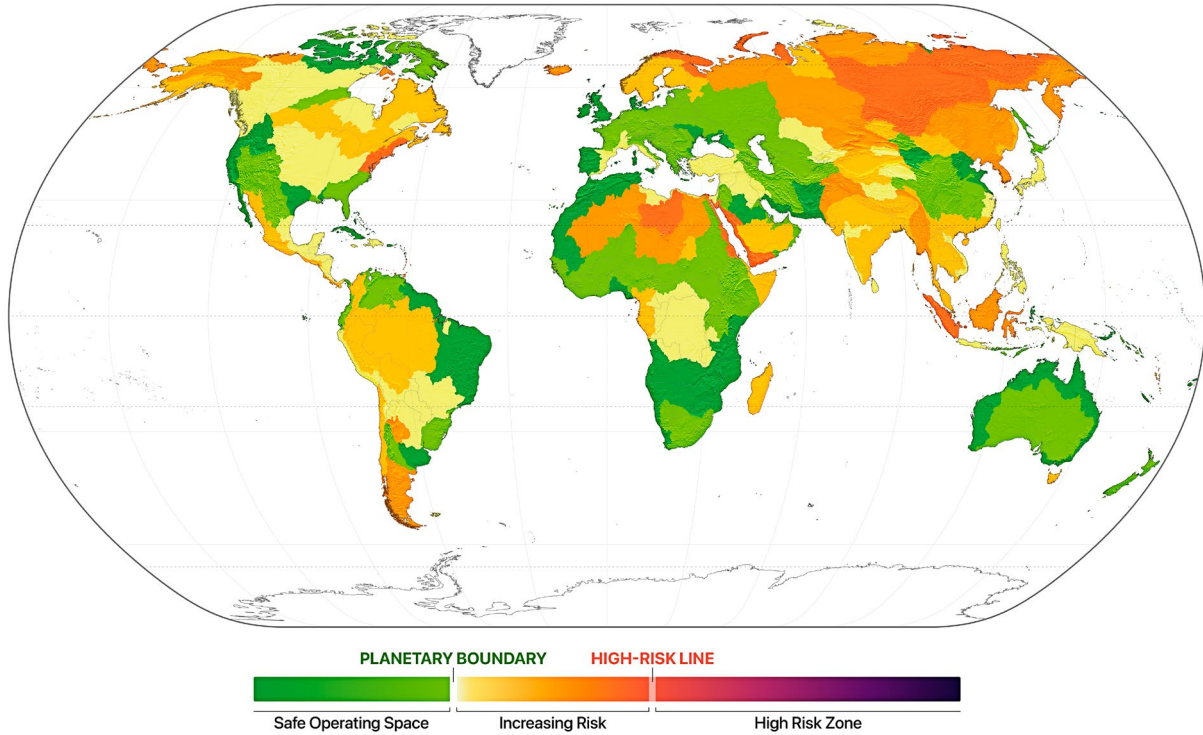 PLANETARY BOUNDARY HIGH-RISK LINE
Safe Operating Space Increasing Risk High Risk Zone